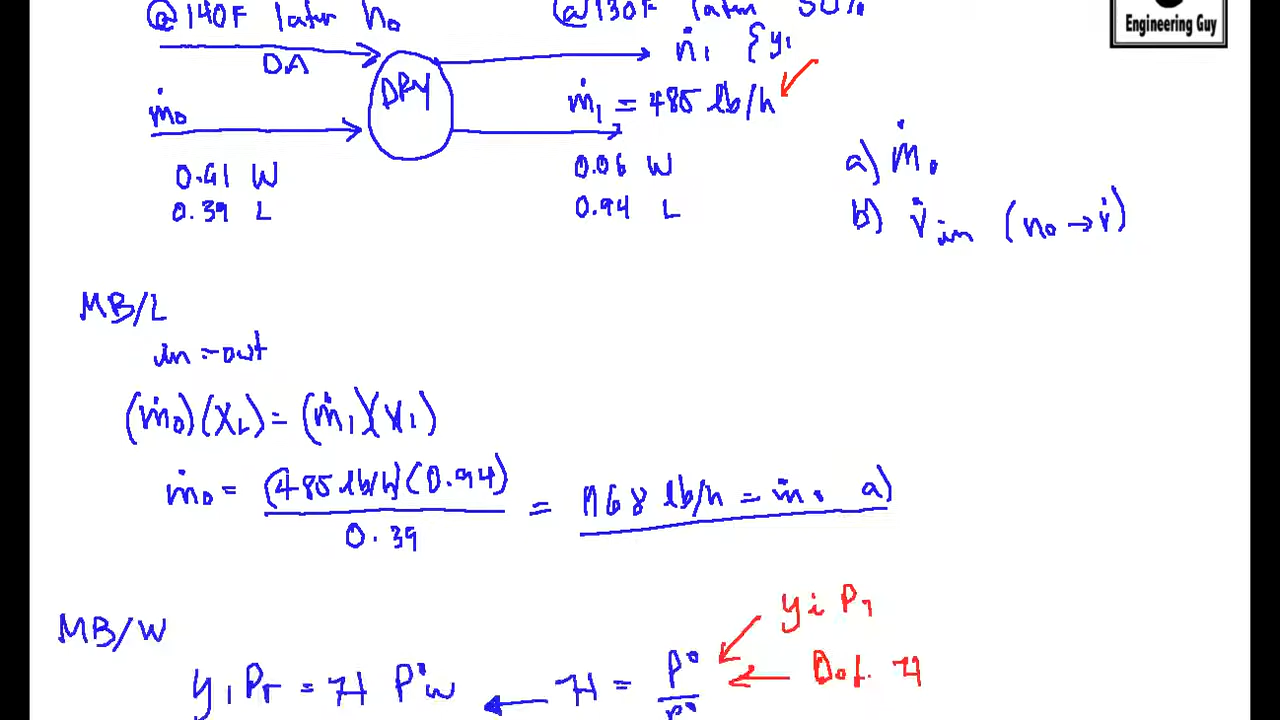 @140F 1atm ṅ₀
@130F 1atm 50%
Engineering Guy
DA
ṅ₁ {y₁
DRY
ṁ₀
ṁ₁ = 485 lb/h
0.61 W
0.39 L
0.06 W
0.94 L
a) ṁ₀
b) V̇in (n₀ → v̇)
MB/L
in = out
(ṁ₀)(X_L) = (ṁ₁)(X₁)
ṁ₀ = (485 lb/h)(0.94) / 0.39 = 1168 lb/h = ṁ₀ a)
MB/W
yi PT
y₁ PT = H P°w ← H = P°
Def. H